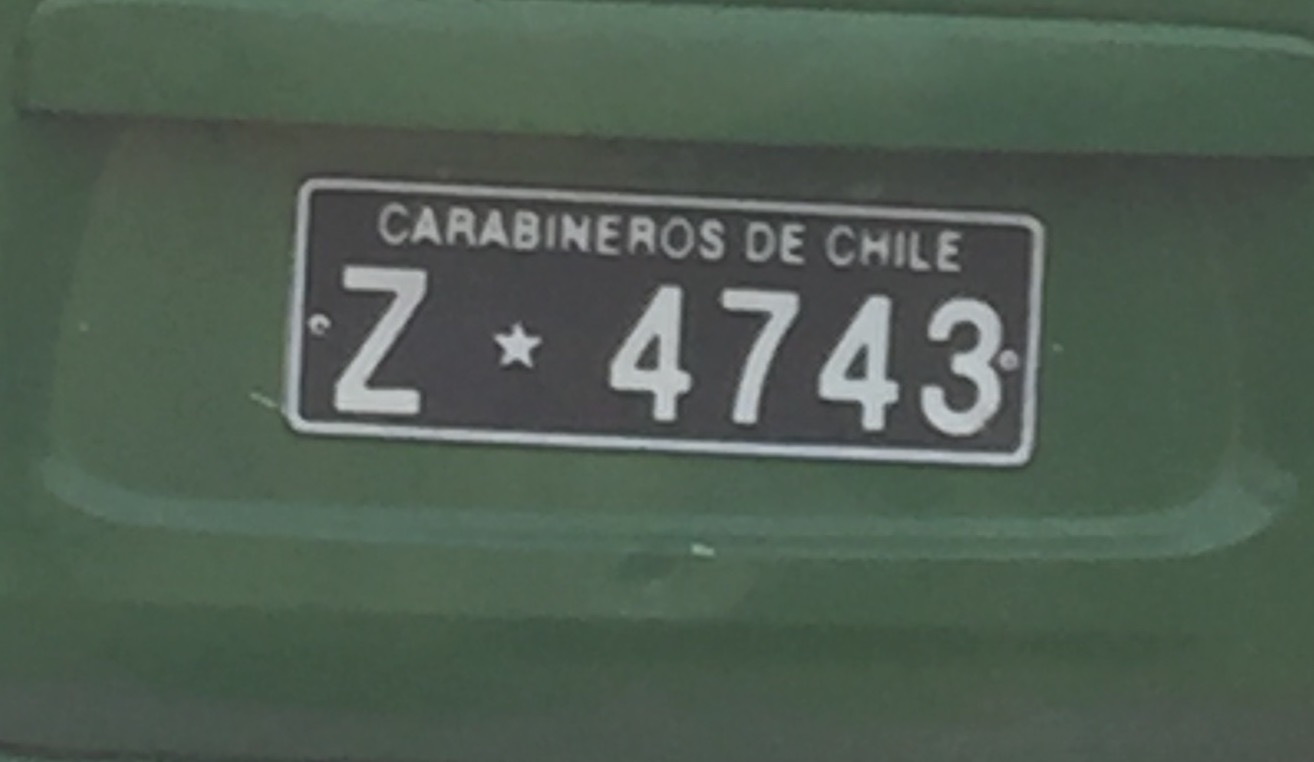 CARABINEROS DE CHILE
Z ★ 4743